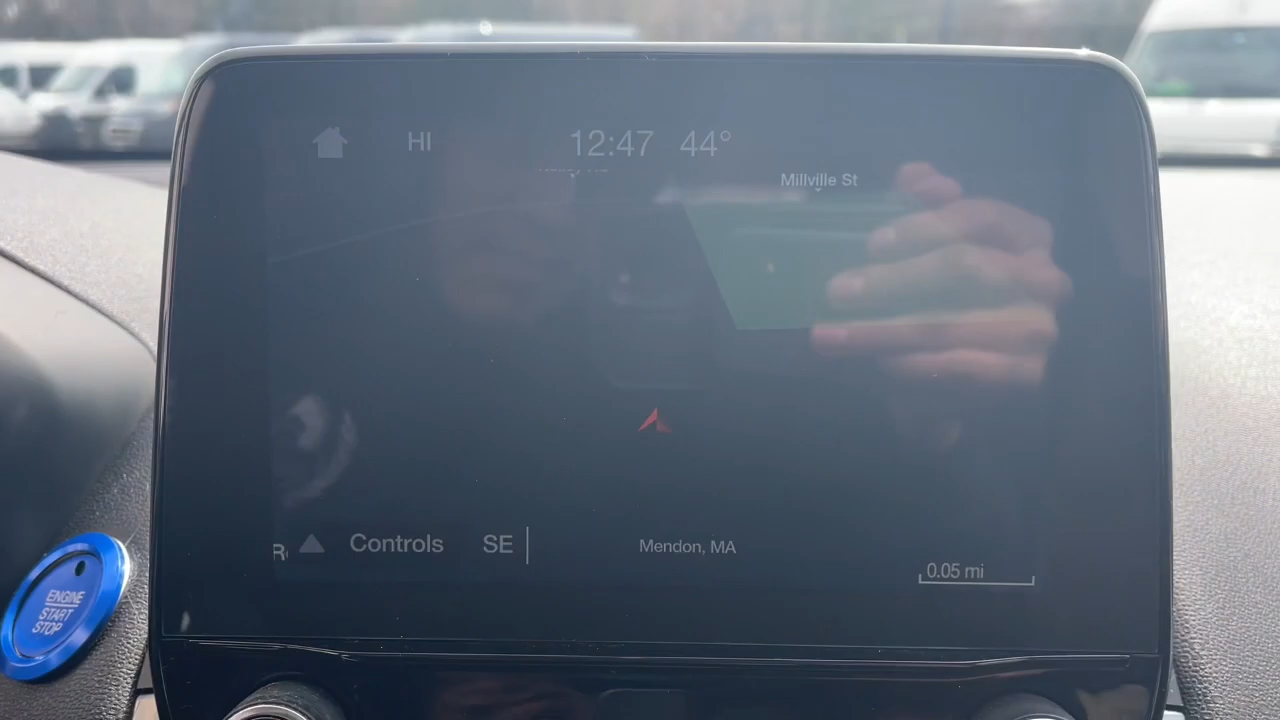 HI 12:47 44°
Millville St
Controls SE
Mendon, MA
0.05 mi
ENGINE
START
STOP